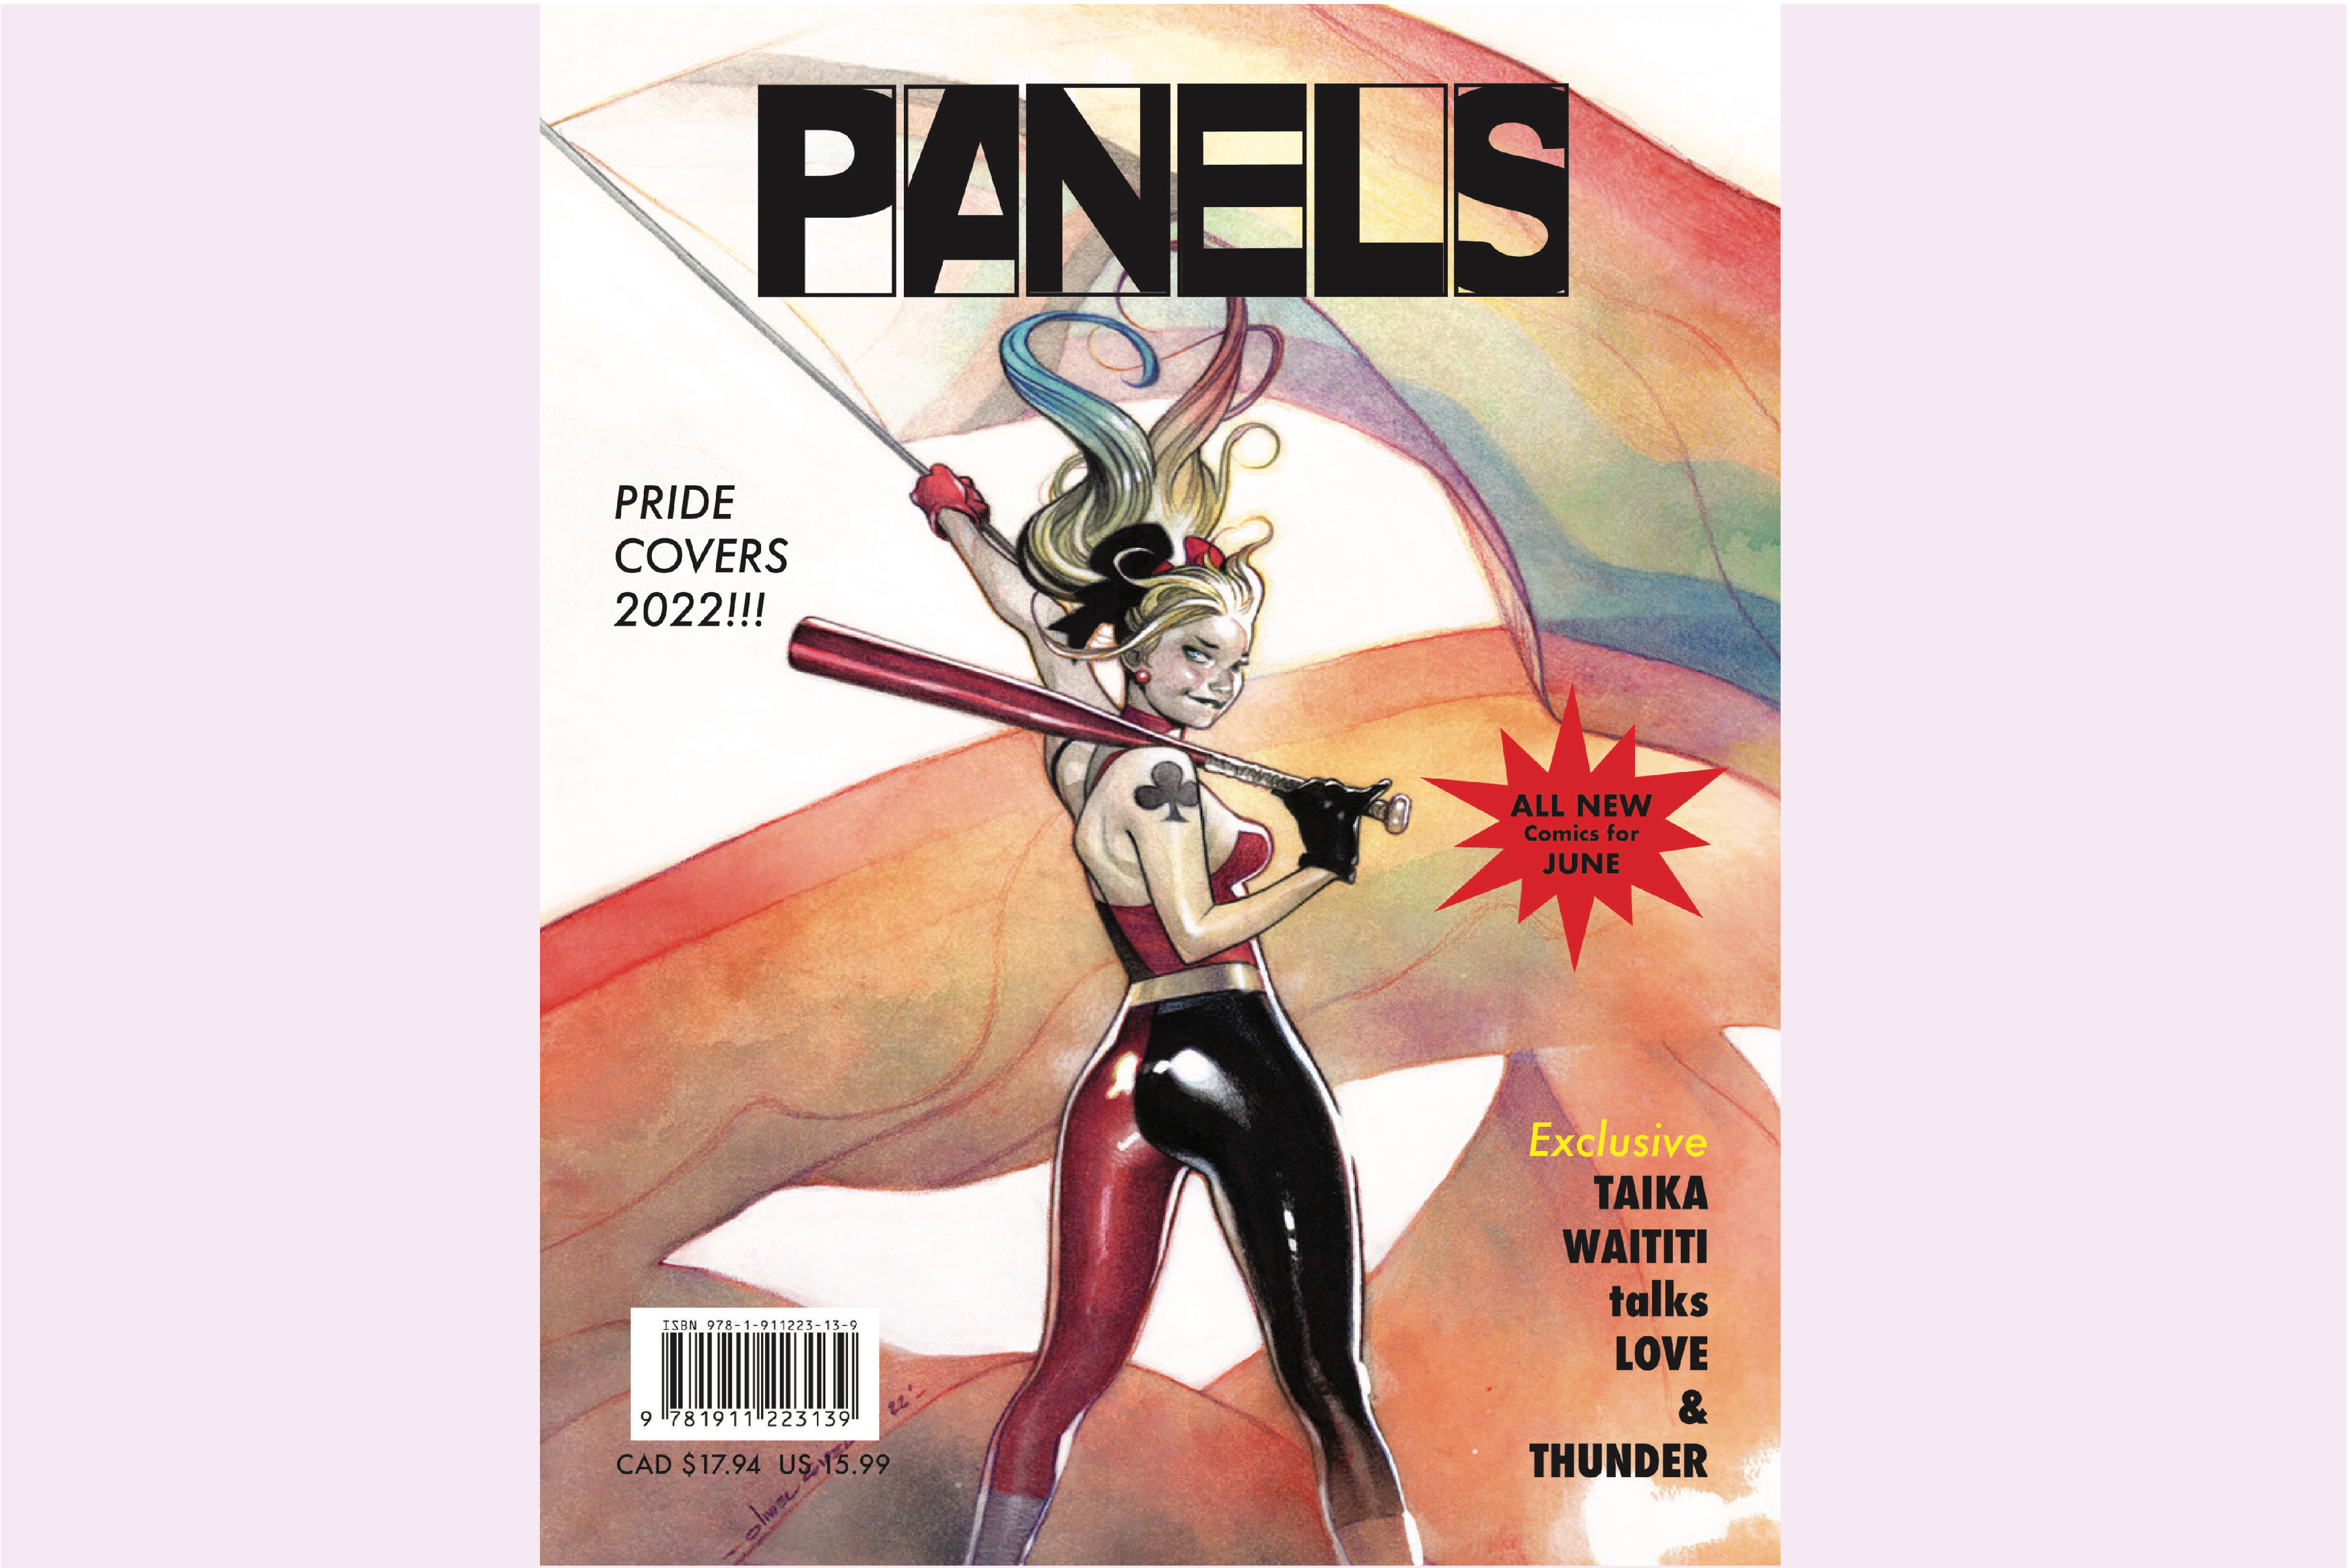 PANELS
PRIDE
COVERS
2022!!!
ALL NEW
Comics for
JUNE
Exclusive
TAIKA
WAITITI
talks
LOVE
&
THUNDER
ISBN 978-1-911223-13-9
9 781911 223139
CAD $17.94 US 15.99
22'